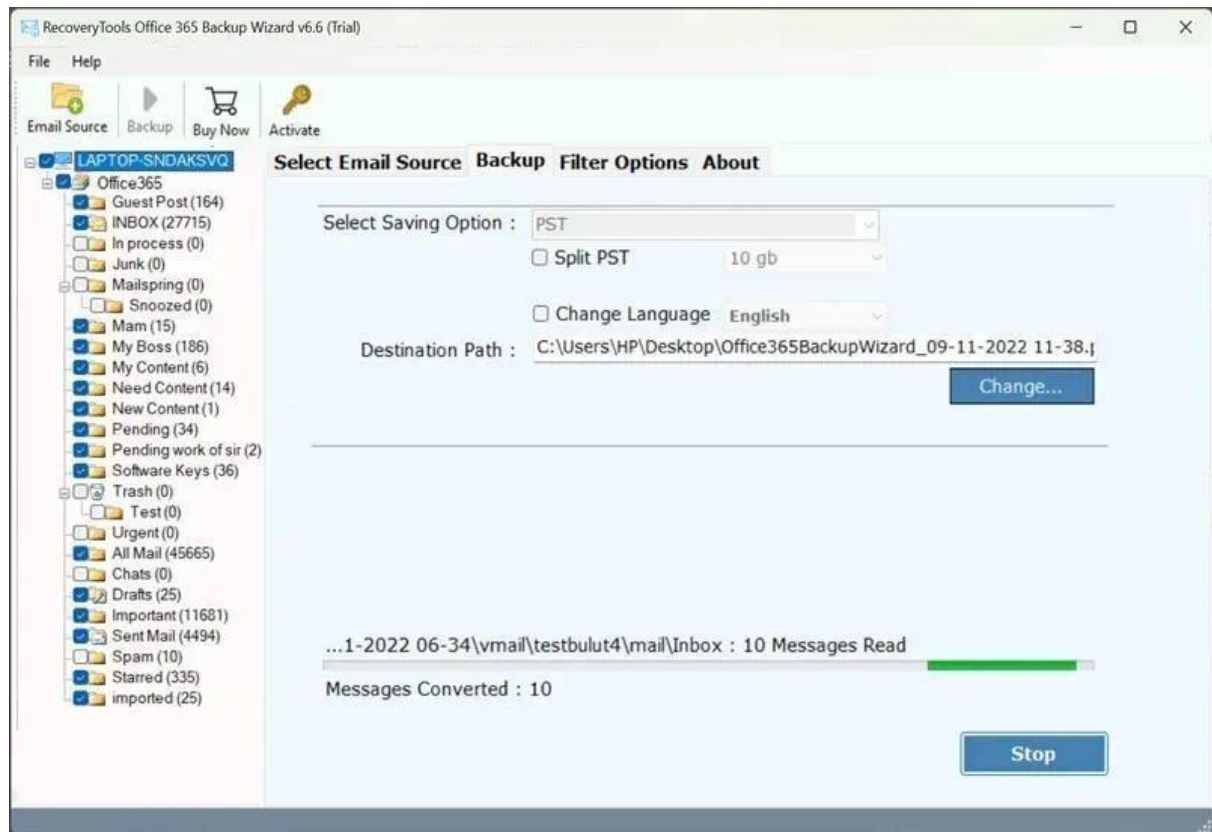 RecoveryTools Office 365 Backup Wizard v6.6 (Trial)
File Help
Email Source Backup Buy Now Activate
LAPTOP-SNDAKSVQ
Office365
Guest Post (164)
INBOX (27715)
In process (0)
Junk (0)
Mailspring (0)
Snoozed (0)
Mam (15)
My Boss (186)
My Content (6)
Need Content (14)
New Content (1)
Pending (34)
Pending work of sir (2)
Software Keys (36)
Trash (0)
Test (0)
Urgent (0)
All Mail (45665)
Chats (0)
Drafts (25)
Important (11681)
Sent Mail (4494)
Spam (10)
Starred (335)
imported (25)
Select Email Source Backup Filter Options About
Select Saving Option : PST
Split PST 10 gb
Change Language English
Destination Path : C:\Users\HP\Desktop\Office365BackupWizard_09-11-2022 11-38.p
Change...
...1-2022 06-34\vmail\testbulut4\mail\Inbox : 10 Messages Read
Messages Converted : 10
Stop